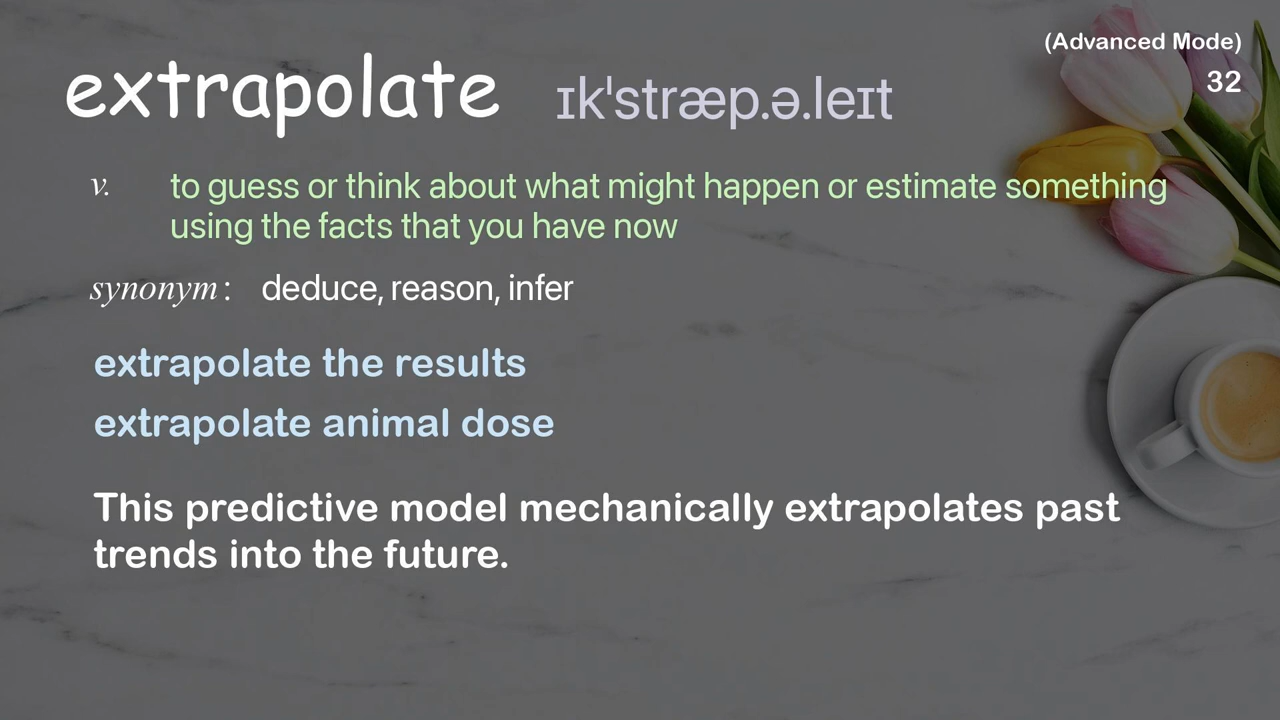 (Advanced Mode)
32
extrapolate ɪkˈstræp.ə.leɪt
v. to guess or think about what might happen or estimate something
using the facts that you have now
synonym : deduce, reason, infer
extrapolate the results
extrapolate animal dose
This predictive model mechanically extrapolates past
trends into the future.